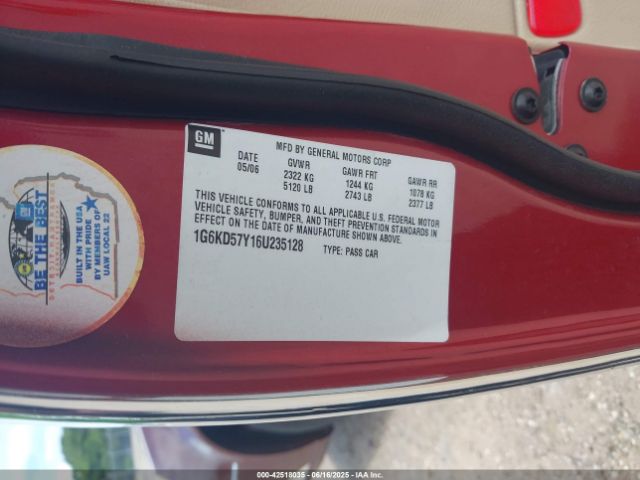 GM
MFD BY GENERAL MOTORS CORP
DATE GVWR GAWR FRT GAWR RR
05/06 2322 KG 1244 KG 1078 KG
5120 LB 2743 LB 2377 LB
THIS VEHICLE CONFORMS TO ALL APPLICABLE U.S. FEDERAL MOTOR
VEHICLE SAFETY, BUMPER, AND THEFT PREVENTION STANDARDS IN
EFFECT ON THE DATE OF MANUFACTURE SHOWN ABOVE.
1G6KD57Y16U235128 TYPE: PASS CAR
BE THE BEST
BUILT IN THE USA
WITH PRIDE
BY MEMBERS OF
UAW LOCAL 22
000-42518035 - 06/16/2025 - IAAI.COM